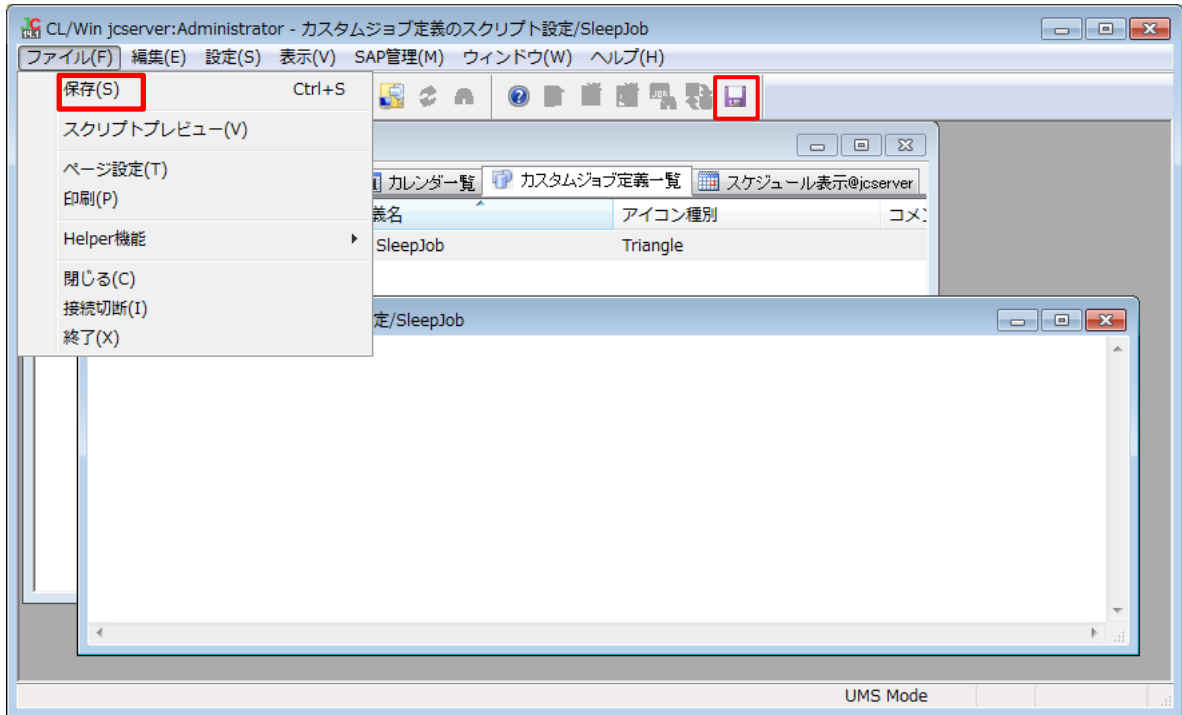 CL/Win jcserver:Administrator - カスタムジョブ定義のスクリプト設定/SleepJob
ファイル(F) 編集(E) 設定(S) 表示(V) SAP管理(M) ウィンドウ(W) ヘルプ(H)
保存(S) Ctrl+S
スクリプトプレビュー(V)
ページ設定(T)
印刷(P)
Helper機能
閉じる(C)
接続切断(I)
終了(X)
カレンダー一覧 カスタムジョブ定義一覧 スケジュール表示@jcserver
義名 アイコン種別 コメ
SleepJob Triangle
定/SleepJob
UMS Mode